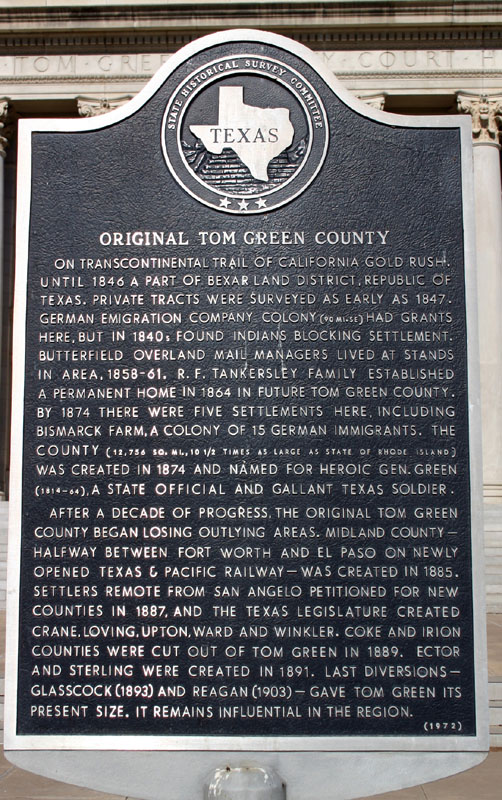 TOM GREEN COUNTY COURT H
STATE HISTORICAL SURVEY COMMITTEE
TEXAS
ORIGINAL TOM GREEN COUNTY
ON TRANSCONTINENTAL TRAIL OF CALIFORNIA GOLD RUSH.
UNTIL 1846 A PART OF BEXAR LAND DISTRICT, REPUBLIC OF
TEXAS. PRIVATE TRACTS WERE SURVEYED AS EARLY AS 1847.
GERMAN EMIGRATION COMPANY COLONY (90 MI.-SE) HAD GRANTS
HERE, BUT IN 1840s FOUND INDIANS BLOCKING SETTLEMENT.
BUTTERFIELD OVERLAND MAIL MANAGERS LIVED AT STANDS
IN AREA, 1858-61. R. F. TANKERSLEY FAMILY ESTABLISHED
A PERMANENT HOME IN 1864 IN FUTURE TOM GREEN COUNTY.
BY 1874 THERE WERE FIVE SETTLEMENTS HERE, INCLUDING
BISMARCK FARM, A COLONY OF 15 GERMAN IMMIGRANTS. THE
COUNTY (12,756 SQ. MI., 10 1/2 TIMES AS LARGE AS STATE OF RHODE ISLAND)
WAS CREATED IN 1874 AND NAMED FOR HEROIC GEN. GREEN
(1814-64), A STATE OFFICIAL AND GALLANT TEXAS SOLDIER.
AFTER A DECADE OF PROGRESS, THE ORIGINAL TOM GREEN
COUNTY BEGAN LOSING OUTLYING AREAS. MIDLAND COUNTY—
HALFWAY BETWEEN FORT WORTH AND EL PASO ON NEWLY
OPENED TEXAS & PACIFIC RAILWAY—WAS CREATED IN 1885.
SETTLERS REMOTE FROM SAN ANGELO PETITIONED FOR NEW
COUNTIES IN 1887, AND THE TEXAS LEGISLATURE CREATED
CRANE, LOVING, UPTON, WARD AND WINKLER. COKE AND IRION
COUNTIES WERE CUT OUT OF TOM GREEN IN 1889. ECTOR
AND STERLING WERE CREATED IN 1891. LAST DIVERSIONS—
GLASSCOCK (1893) AND REAGAN (1903)—GAVE TOM GREEN ITS
PRESENT SIZE. IT REMAINS INFLUENTIAL IN THE REGION.
(1972)